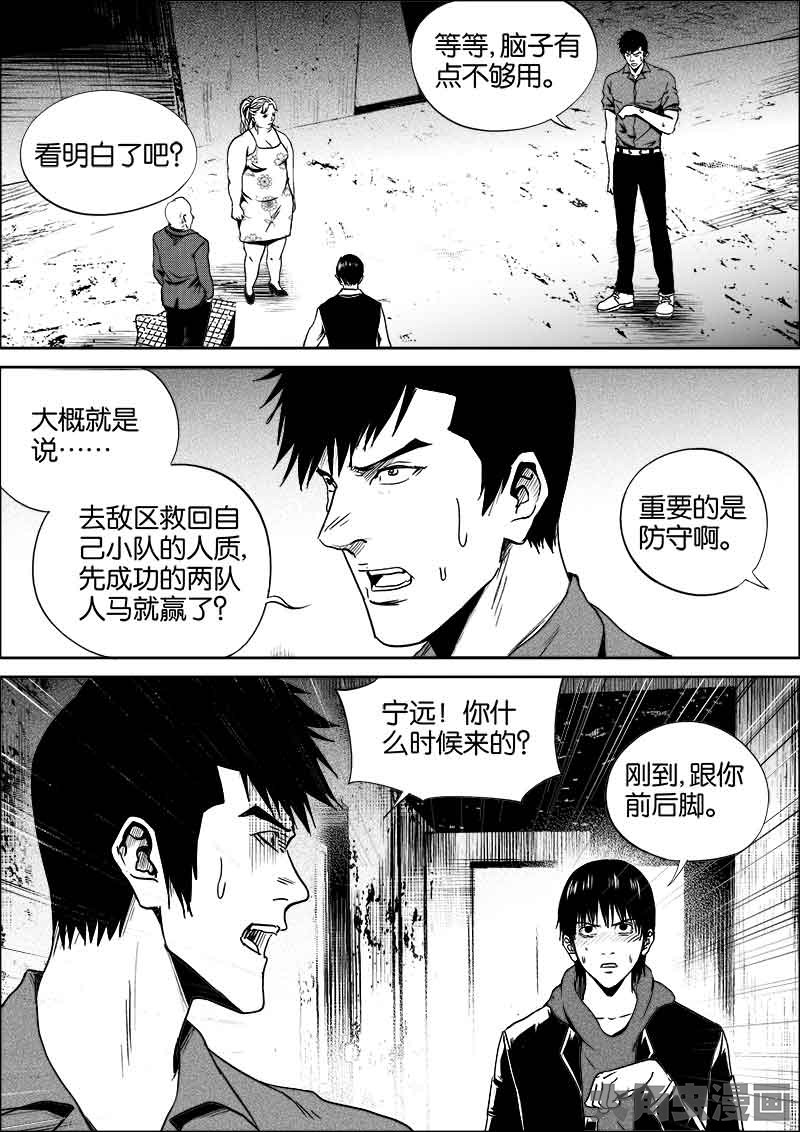 看明白了吧？
等等，脑子有
点不够用。
大概就是
说……
去敌区救回自
己小队的人质，
先成功的两队
人马就赢了？
重要的是
防守啊。
宁远！你什
么时候来的？
刚到，跟你
前后脚。
漫画